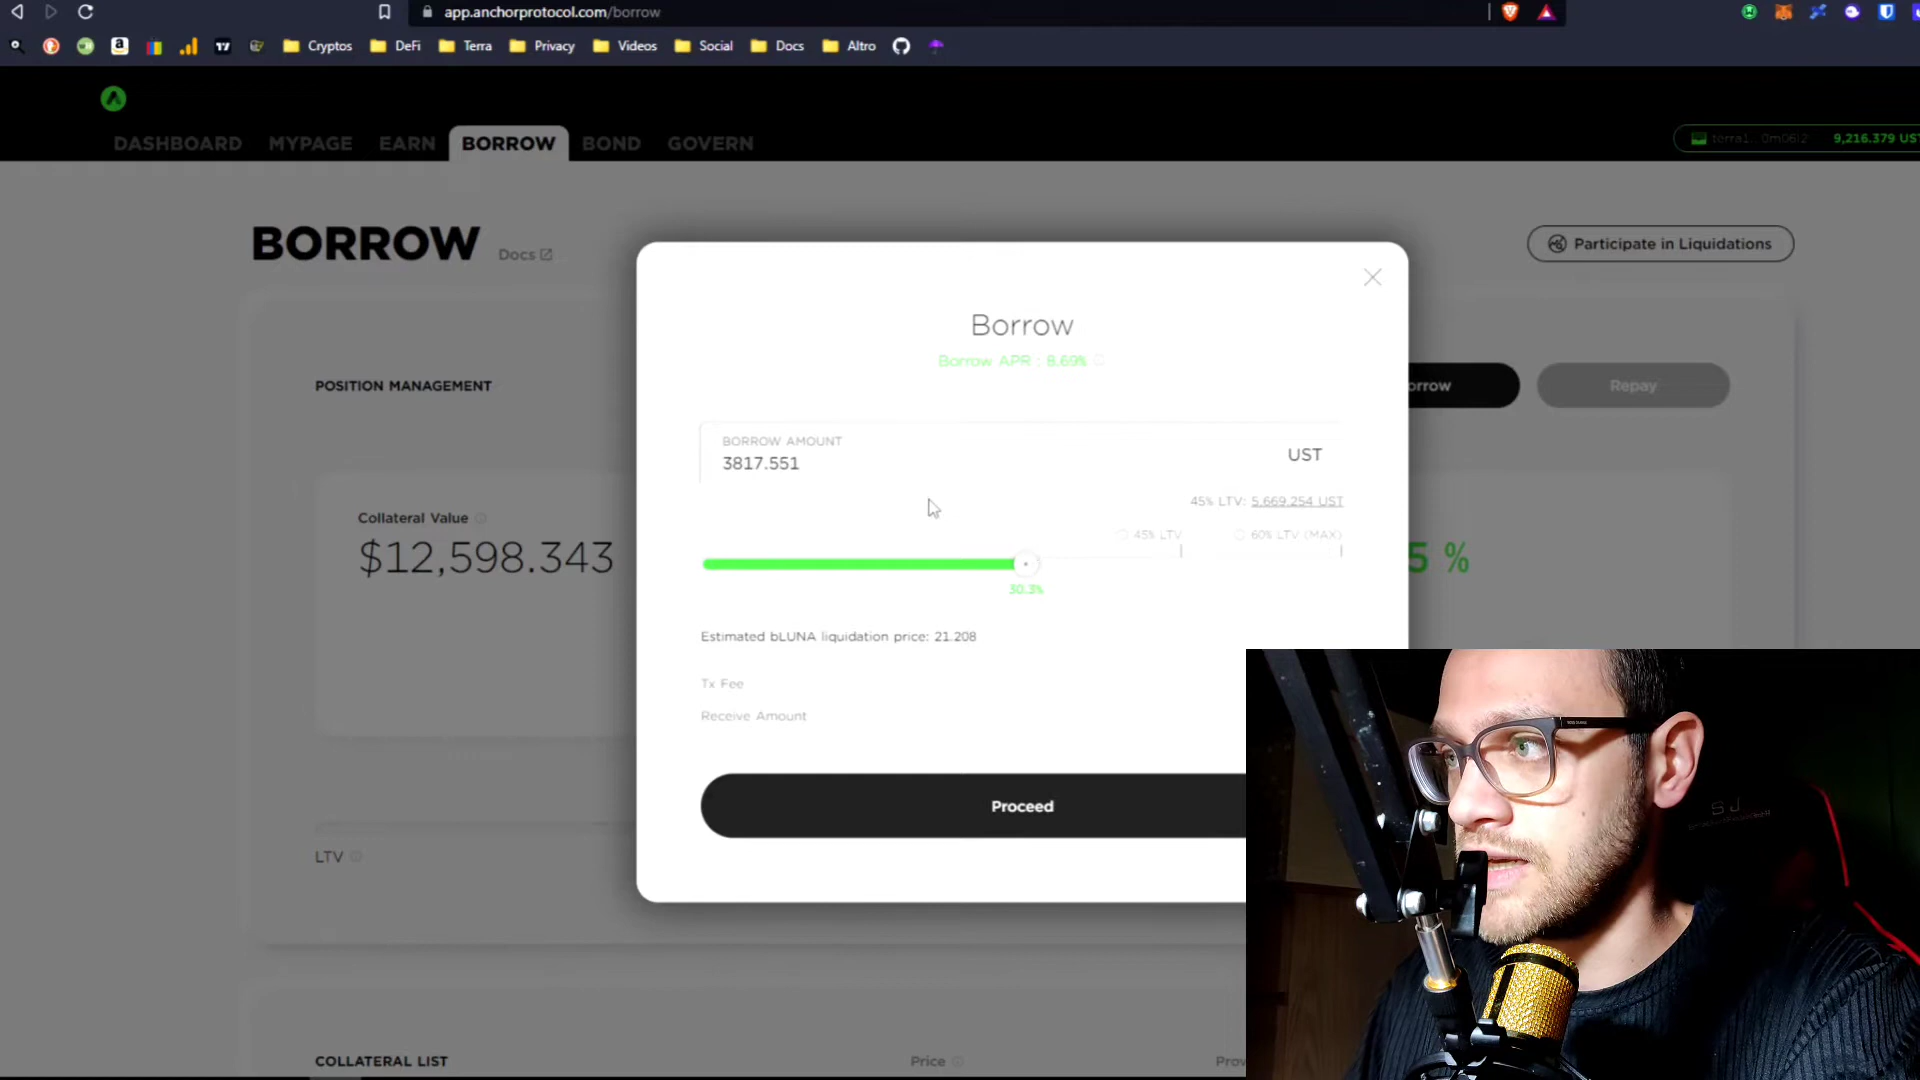 app.anchorprotocol.com/borrow
Cryptos DeFi Terra Privacy Videos Social Docs Altro
DASHBOARD MYPAGE EARN BORROW BOND GOVERN
9,216.379 UST
BORROW Docs
Participate in Liquidations
Borrow
Borrow APR : 8.69%
POSITION MANAGEMENT
orrow
Repay
BORROW AMOUNT
3817.551
UST
45% LTV: 5,669.254 UST
45% LTV 60% LTV (MAX)
Collateral Value
$12,598.343
5 %
30.3%
Estimated bLUNA liquidation price: 21.208
Tx Fee
Receive Amount
Proceed
LTV
COLLATERAL LIST
Price
Prov